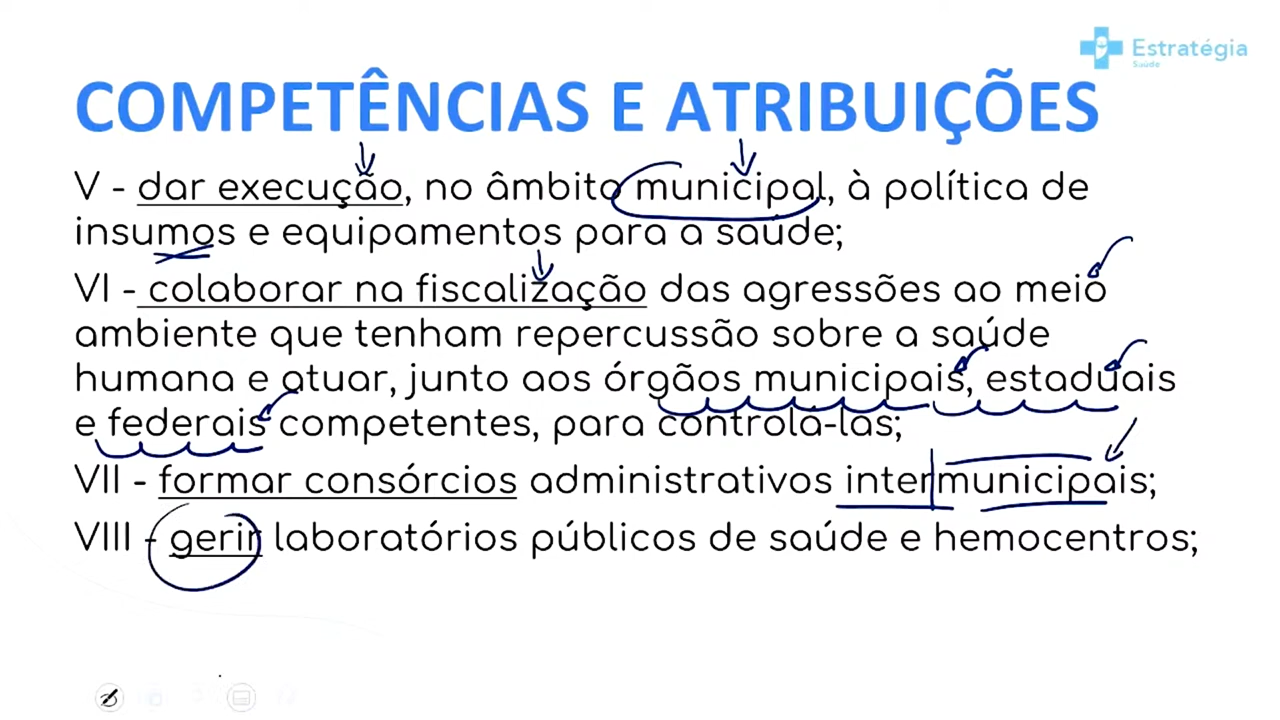 Estratégia
Saúde
COMPETÊNCIAS E ATRIBUIÇÕES
V - dar execução, no âmbito municipal, à política de
insumos e equipamentos para a saúde;
VI - colaborar na fiscalização das agressões ao meio
ambiente que tenham repercussão sobre a saúde
humana e atuar, junto aos órgãos municipais, estaduais
e federais competentes, para controlá-las;
VII - formar consórcios administrativos intermunicipais;
VIII - gerir laboratórios públicos de saúde e hemocentros;